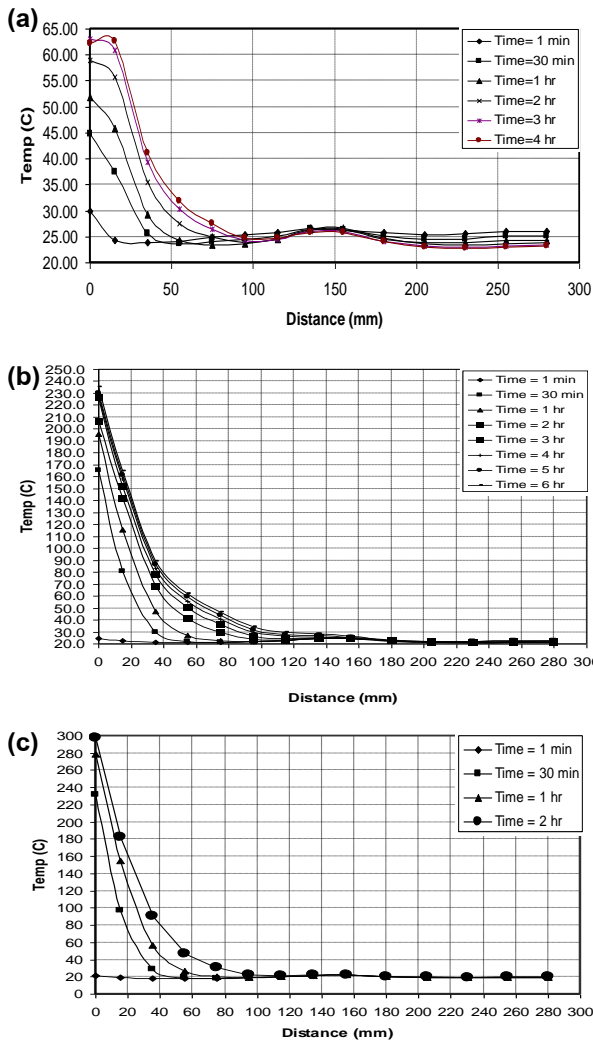 (a)
65.00
60.00
55.00
50.00
45.00
40.00
35.00
30.00
25.00
20.00
Temp (C)
0 50 100 150 200 250 300
Distance (mm)
Time= 1 min
Time=30 min
Time=1 hr
Time=2 hr
Time=3 hr
Time=4 hr
(b)
250.0
240.0
230.0
220.0
210.0
200.0
190.0
180.0
170.0
160.0
150.0
140.0
130.0
120.0
110.0
100.0
90.0
80.0
70.0
60.0
50.0
40.0
30.0
20.0
Temp (C)
0 20 40 60 80 100 120 140 160 180 200 220 240 260 280 300
Distance (mm)
Time = 1 min
Time = 30 min
Time = 1 hr
Time = 2 hr
Time = 3 hr
Time = 4 hr
Time = 5 hr
Time = 6 hr
(c)
300
280
260
240
220
200
180
160
140
120
100
80
60
40
20
0
Temp (C)
0 20 40 60 80 100 120 140 160 180 200 220 240 260 280 300
Distance (mm)
Time = 1 min
Time = 30 min
Time = 1 hr
Time = 2 hr